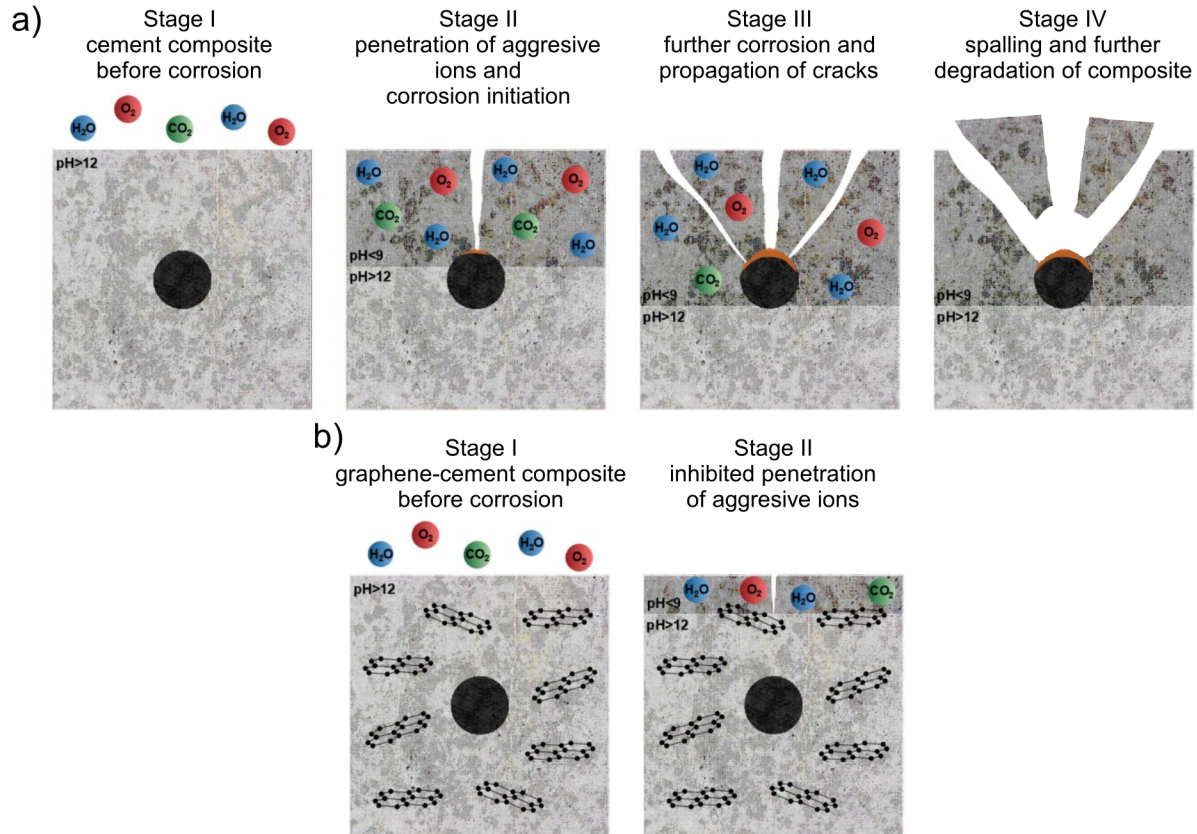 a)
Stage I
cement composite
before corrosion
Stage II
penetration of aggresive
ions and
corrosion initiation
Stage III
further corrosion and
propagation of cracks
Stage IV
spalling and further
degradation of composite
H₂O
O₂
CO₂
H₂O
O₂
pH>12
H₂O
O₂
H₂O
O₂
CO₂
H₂O
CO₂
H₂O
pH<9
pH>12
H₂O
H₂O
O₂
H₂O
O₂
CO₂
H₂O
pH<9
pH>12
pH<9
pH>12
b)
Stage I
graphene-cement composite
before corrosion
Stage II
inhibited penetration
of aggresive ions
H₂O
O₂
CO₂
H₂O
O₂
pH>12
H₂O
O₂
H₂O
CO₂
pH<9
pH>12